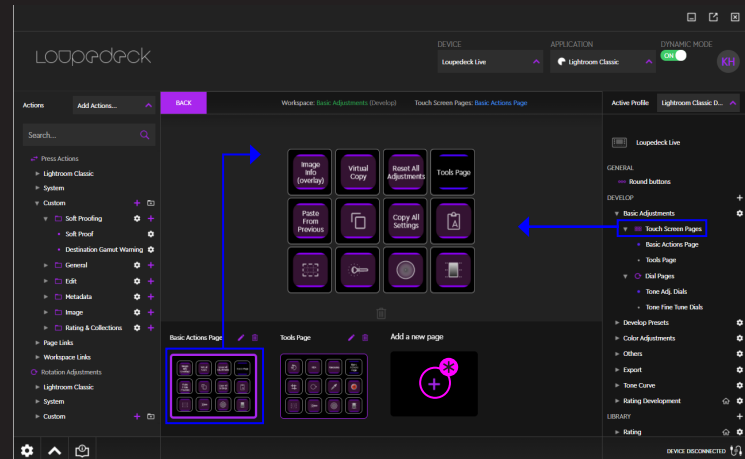 LOUPEDECK
DEVICE
Loupedeck Live
APPLICATION
Lightroom Classic
DYNAMIC MODE
ON
KH
Actions
Add Actions...
BACK
Workspace: Basic Adjustments (Develop)
Touch Screen Pages: Basic Actions Page
Active Profile
Lightroom Classic D...
Search...
Press Actions
Lightroom Classic
System
Custom
Soft Proofing
Soft Proof
Destination Gamut Warning
General
Edit
Metadata
Image
Rating & Collections
Page Links
Workspace Links
Rotation Adjustments
Lightroom Classic
System
Custom
Image Info (overlay)
Virtual Copy
Reset All Adjustments
Tools Page
Paste From Previous
Copy All Settings
A
Basic Actions Page
Tools Page
Add a new page
Loupedeck Live
GENERAL
Round buttons
DEVELOP
Basic Adjustments
Touch Screen Pages
Basic Actions Page
Tools Page
Dial Pages
Tone Adj. Dials
Tone Fine Tune Dials
Develop Presets
Color Adjustments
Others
Export
Tone Curve
Rating Development
LIBRARY
Rating
DEVICE DISCONNECTED